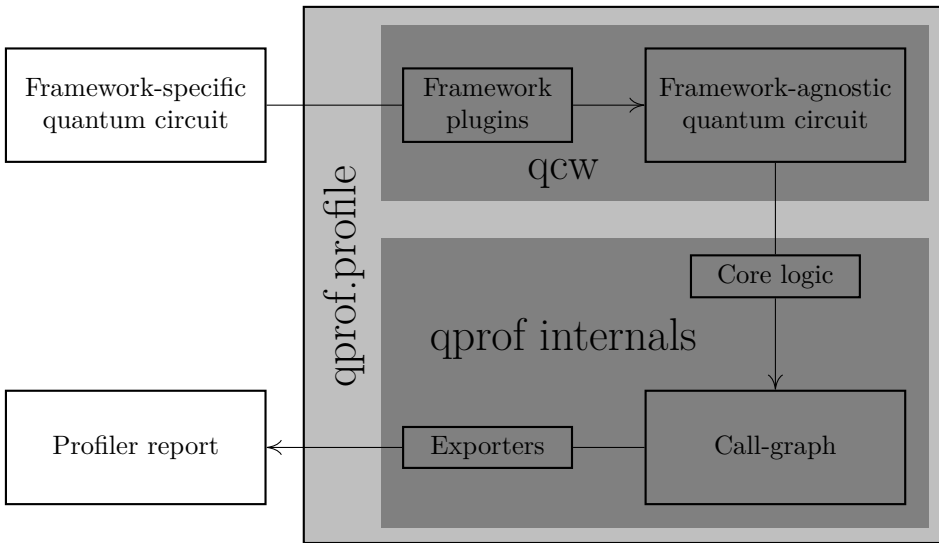 Framework-specific
quantum circuit
Framework
plugins
Framework-agnostic
quantum circuit
qcw
qprof.profile
Core logic
qprof internals
Profiler report
Exporters
Call-graph